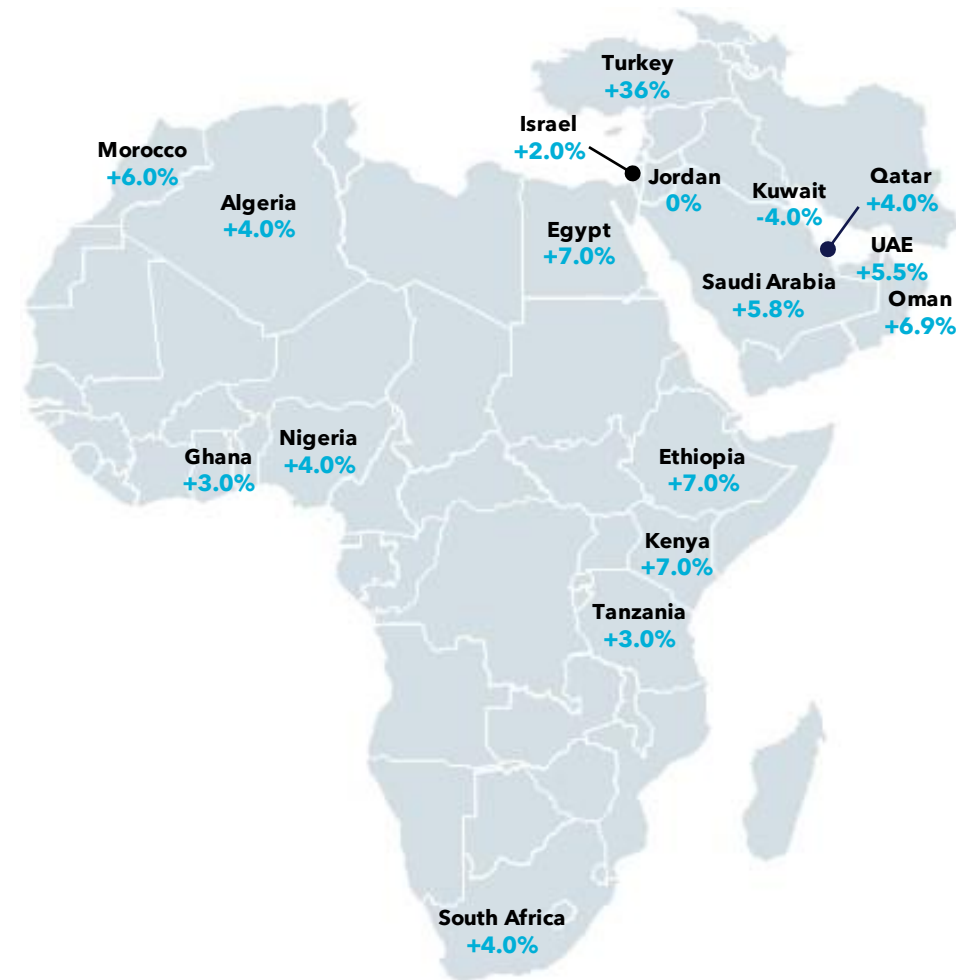 Turkey
+36%
Israel
+2.0%
Morocco
+6.0%
Jordan
0%
Kuwait
-4.0%
Qatar
+4.0%
Algeria
+4.0%
Egypt
+7.0%
UAE
+5.5%
Saudi Arabia
+5.8%
Oman
+6.9%
Ghana
+3.0%
Nigeria
+4.0%
Ethiopia
+7.0%
Kenya
+7.0%
Tanzania
+3.0%
South Africa
+4.0%